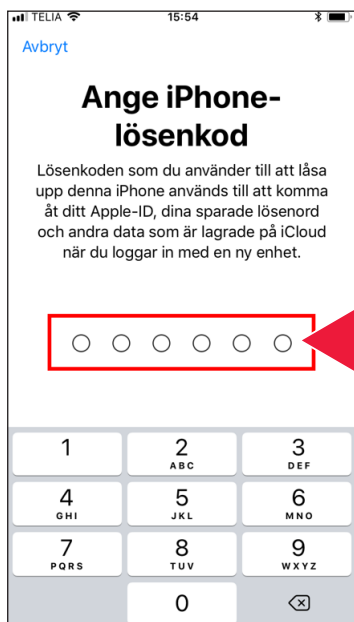 TELIA 15:54
Avbryt
Ange iPhone-
lösenkod
Lösenkoden som du använder till att låsa
upp denna iPhone används till att komma
åt ditt Apple-ID, dina sparade lösenord
och andra data som är lagrade på iCloud
när du loggar in med en ny enhet.
1 2 3
ABC DEF
4 5 6
GHI JKL MNO
7 8 9
PQRS TUV WXYZ
0